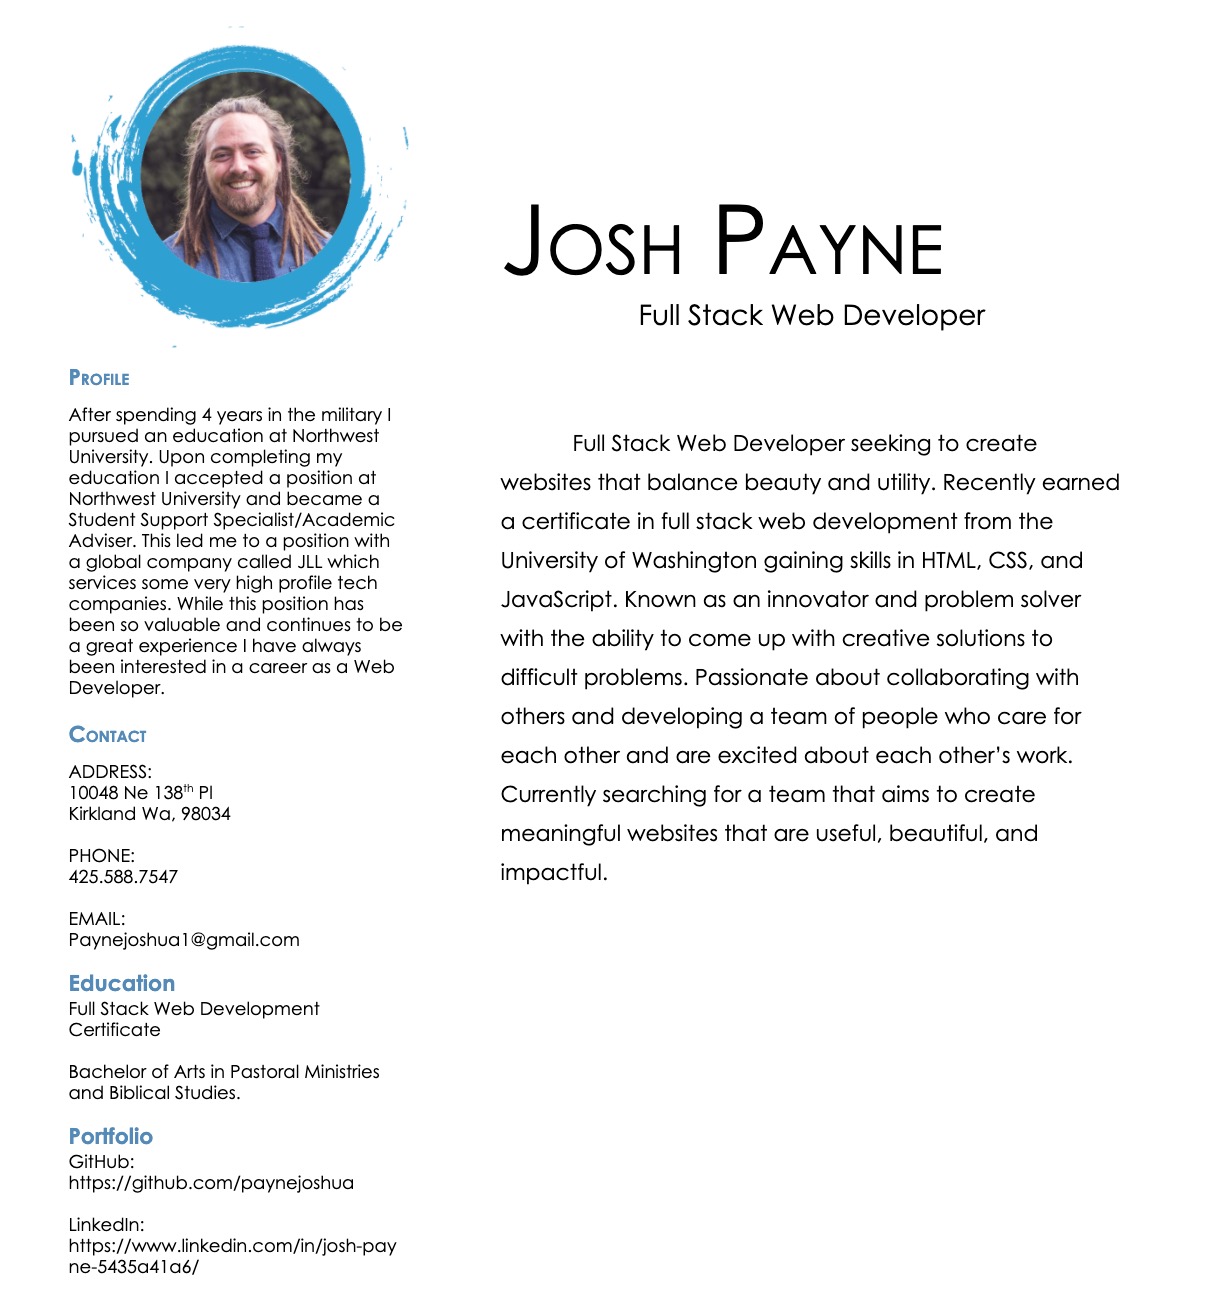 Josh Payne
Full Stack Web Developer
Profile
After spending 4 years in the military I
pursued an education at Northwest
University. Upon completing my
education I accepted a position at
Northwest University and became a
Student Support Specialist/Academic
Adviser. This led me to a position with
a global company called JLL which
services some very high profile tech
companies. While this position has
been so valuable and continues to be
a great experience I have always
been interested in a career as a Web
Developer.
Contact
ADDRESS:
10048 Ne 138th Pl
Kirkland Wa, 98034
PHONE:
425.588.7547
EMAIL:
Paynejoshua1@gmail.com
Education
Full Stack Web Development
Certificate
Bachelor of Arts in Pastoral Ministries
and Biblical Studies.
Portfolio
GitHub:
https://github.com/paynejoshua
LinkedIn:
https://www.linkedin.com/in/josh-pay
ne-5435a41a6/
Full Stack Web Developer seeking to create
websites that balance beauty and utility. Recently earned
a certificate in full stack web development from the
University of Washington gaining skills in HTML, CSS, and
JavaScript. Known as an innovator and problem solver
with the ability to come up with creative solutions to
difficult problems. Passionate about collaborating with
others and developing a team of people who care for
each other and are excited about each other’s work.
Currently searching for a team that aims to create
meaningful websites that are useful, beautiful, and
impactful.